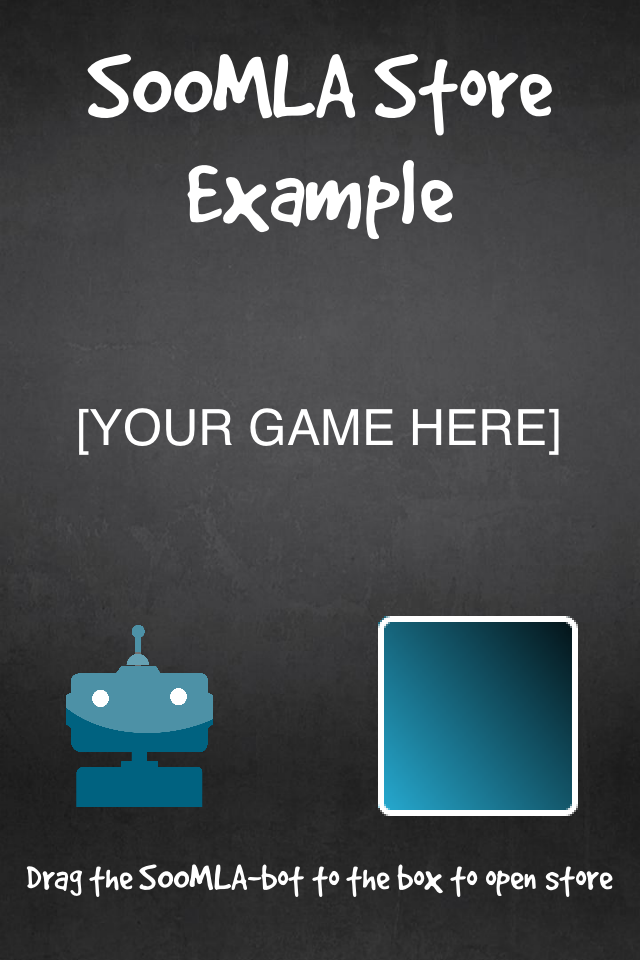 SooMLA Store
Example
[YOUR GAME HERE]
Drag the SooMLA-bot to the box to open store